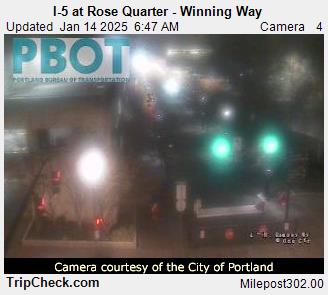 I-5 at Rose Quarter - Winning Way
Updated Jan 14 2025 6:47 AM Camera 4
PBOT
PORTLAND BUREAU OF TRANSPORTATION
Camera courtesy of the City of Portland
TripCheck.com Milepost302.00